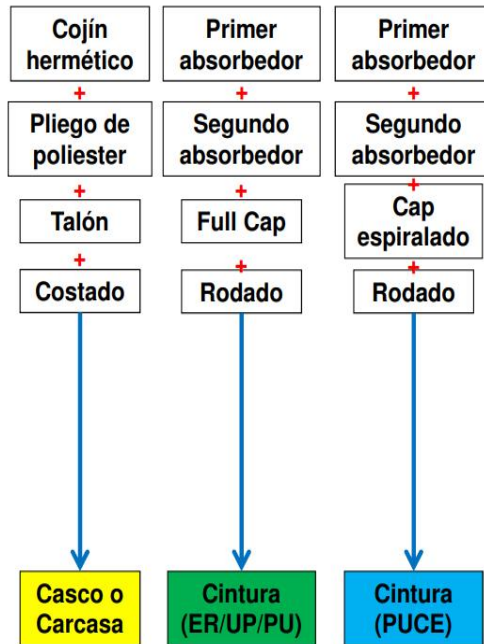 Cojín
hermético
+
Pliego de
poliester
+
Talón
+
Costado
Casco o
Carcasa
Primer
absorbedor
+
Segundo
absorbedor
+
Full Cap
+
Rodado
Cintura
(ER/UP/PU)
Primer
absorbedor
+
Segundo
absorbedor
+
Cap
espiralado
+
Rodado
Cintura
(PUCE)